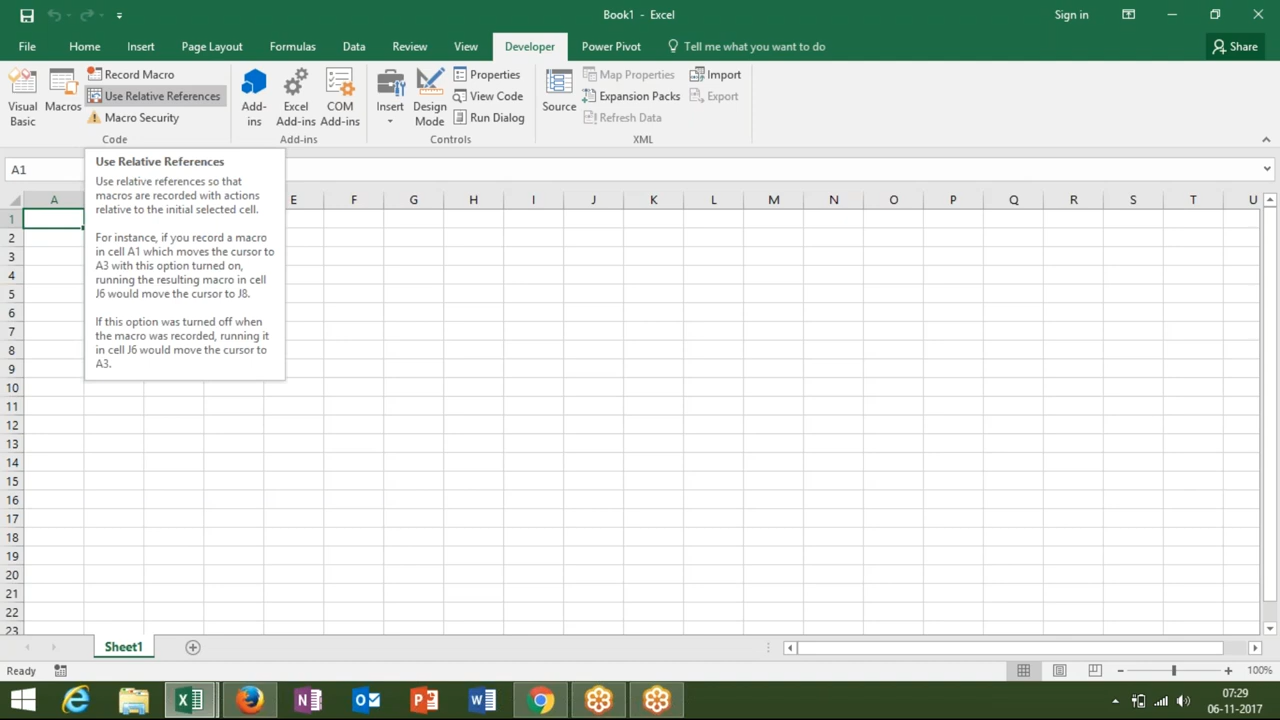 Book1 - Excel
Sign in
File Home Insert Page Layout Formulas Data Review View Developer Power Pivot Tell me what you want to do Share
Visual Basic
Macros
Record Macro
Use Relative References
Macro Security
Code
Add-ins
Excel Add-ins
COM Add-ins
Add-ins
Insert
Design Mode
Properties
View Code
Run Dialog
Controls
Source
Map Properties
Expansion Packs
Refresh Data
Import
Export
XML
A1
Use Relative References
Use relative references so that
macros are recorded with actions
relative to the initial selected cell.
For instance, if you record a macro
in cell A1 which moves the cursor to
A3 with this option turned on,
running the resulting macro in cell
J6 would move the cursor to J8.
If this option was turned off when
the macro was recorded, running it
in cell J6 would move the cursor to
A3.
A E F G H I J K L M N O P Q R S T U
1
2
3
4
5
6
7
8
9
10
11
12
13
14
15
16
17
18
19
20
21
22
23
Sheet1
Ready
100%
07:29
06-11-2017